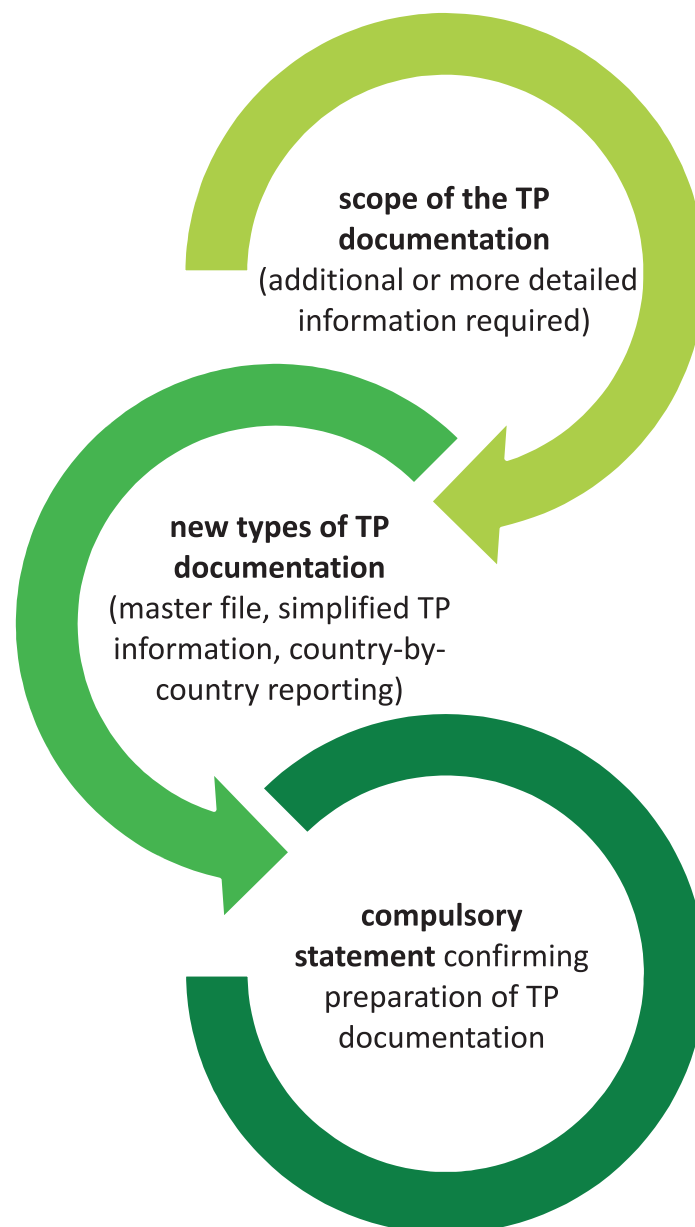 scope of the TP
documentation
(additional or more detailed
information required)
new types of TP
documentation
(master file, simplified TP
information, country-by-
country reporting)
compulsory
statement confirming
preparation of TP
documentation